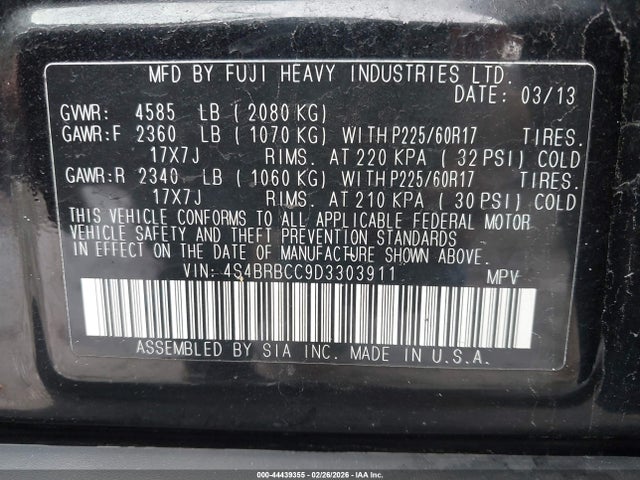 MFD BY FUJI HEAVY INDUSTRIES LTD.
DATE: 03/13
GVWR: 4585 LB ( 2080 KG)
GAWR:F 2360 LB ( 1070 KG) WITH P225/60R17 TIRES.
17X7J RIMS. AT 220 KPA ( 32 PSI) COLD
GAWR:R 2340 LB ( 1060 KG) WITH P225/60R17 TIRES.
17X7J RIMS. AT 210 KPA ( 30 PSI) COLD
THIS VEHICLE CONFORMS TO ALL APPLICABLE FEDERAL MOTOR
VEHICLE SAFETY AND THEFT PREVENTION STANDARDS
IN EFFECT ON THE DATE OF MANUFACTURE SHOWN ABOVE.
VIN: 4S4BRBCC9D3303911 MPV
ASSEMBLED BY SIA INC. MADE IN U.S.A.
000-44439355 - 02/26/2026 - IAA Inc.